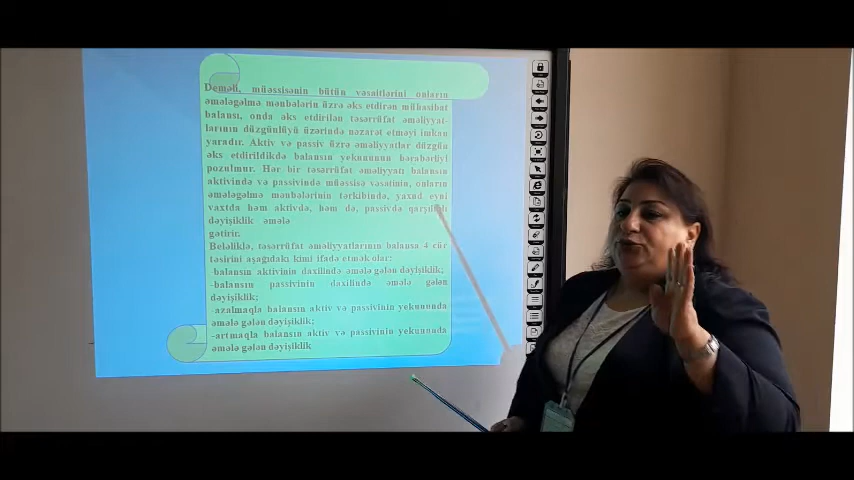 Deməli, müəssisənin bütün vəsaitlərini onların
əmələgəlmə mənbələrin üzrə əks etdirən mühasibat
balansı, onda əks etdirilən təsərrüfat əməliyyat-
larının düzgünlüyü üzərində nəzarət etməyi imkan
yaradır. Aktiv və passiv üzrə əməliyyatlar düzgün
əks etdirildikdə balansın yekununun bərabərliyi
pozulmur. Hər bir təsərrüfat əməliyyatı balansın
aktivində və passivində müəssisə vəsatinin, onların
əmələgəlmə mənbələrinin tərkibində, yaxud eyni
vaxtda həm aktivdə, həm də, passivdə qarşılıqlı
dəyişiklik əmələ
gətirir.
Beləliklə, təsərrüfat əməliyyatlarının balansa 4 cür
təsirini aşağıdakı kimi ifadə etmək olar:
-balansın aktivinin daxilində əmələ gələn dəyişiklik;
-balansın passivinin daxilində əmələ gələn
dəyişiklik;
-azalmaqla balansın aktiv və passivinin yekununda
əmələ gələn dəyişiklik;
-artmaqla balansın aktiv və passivinin yekununda
əmələ gələn dəyişiklik